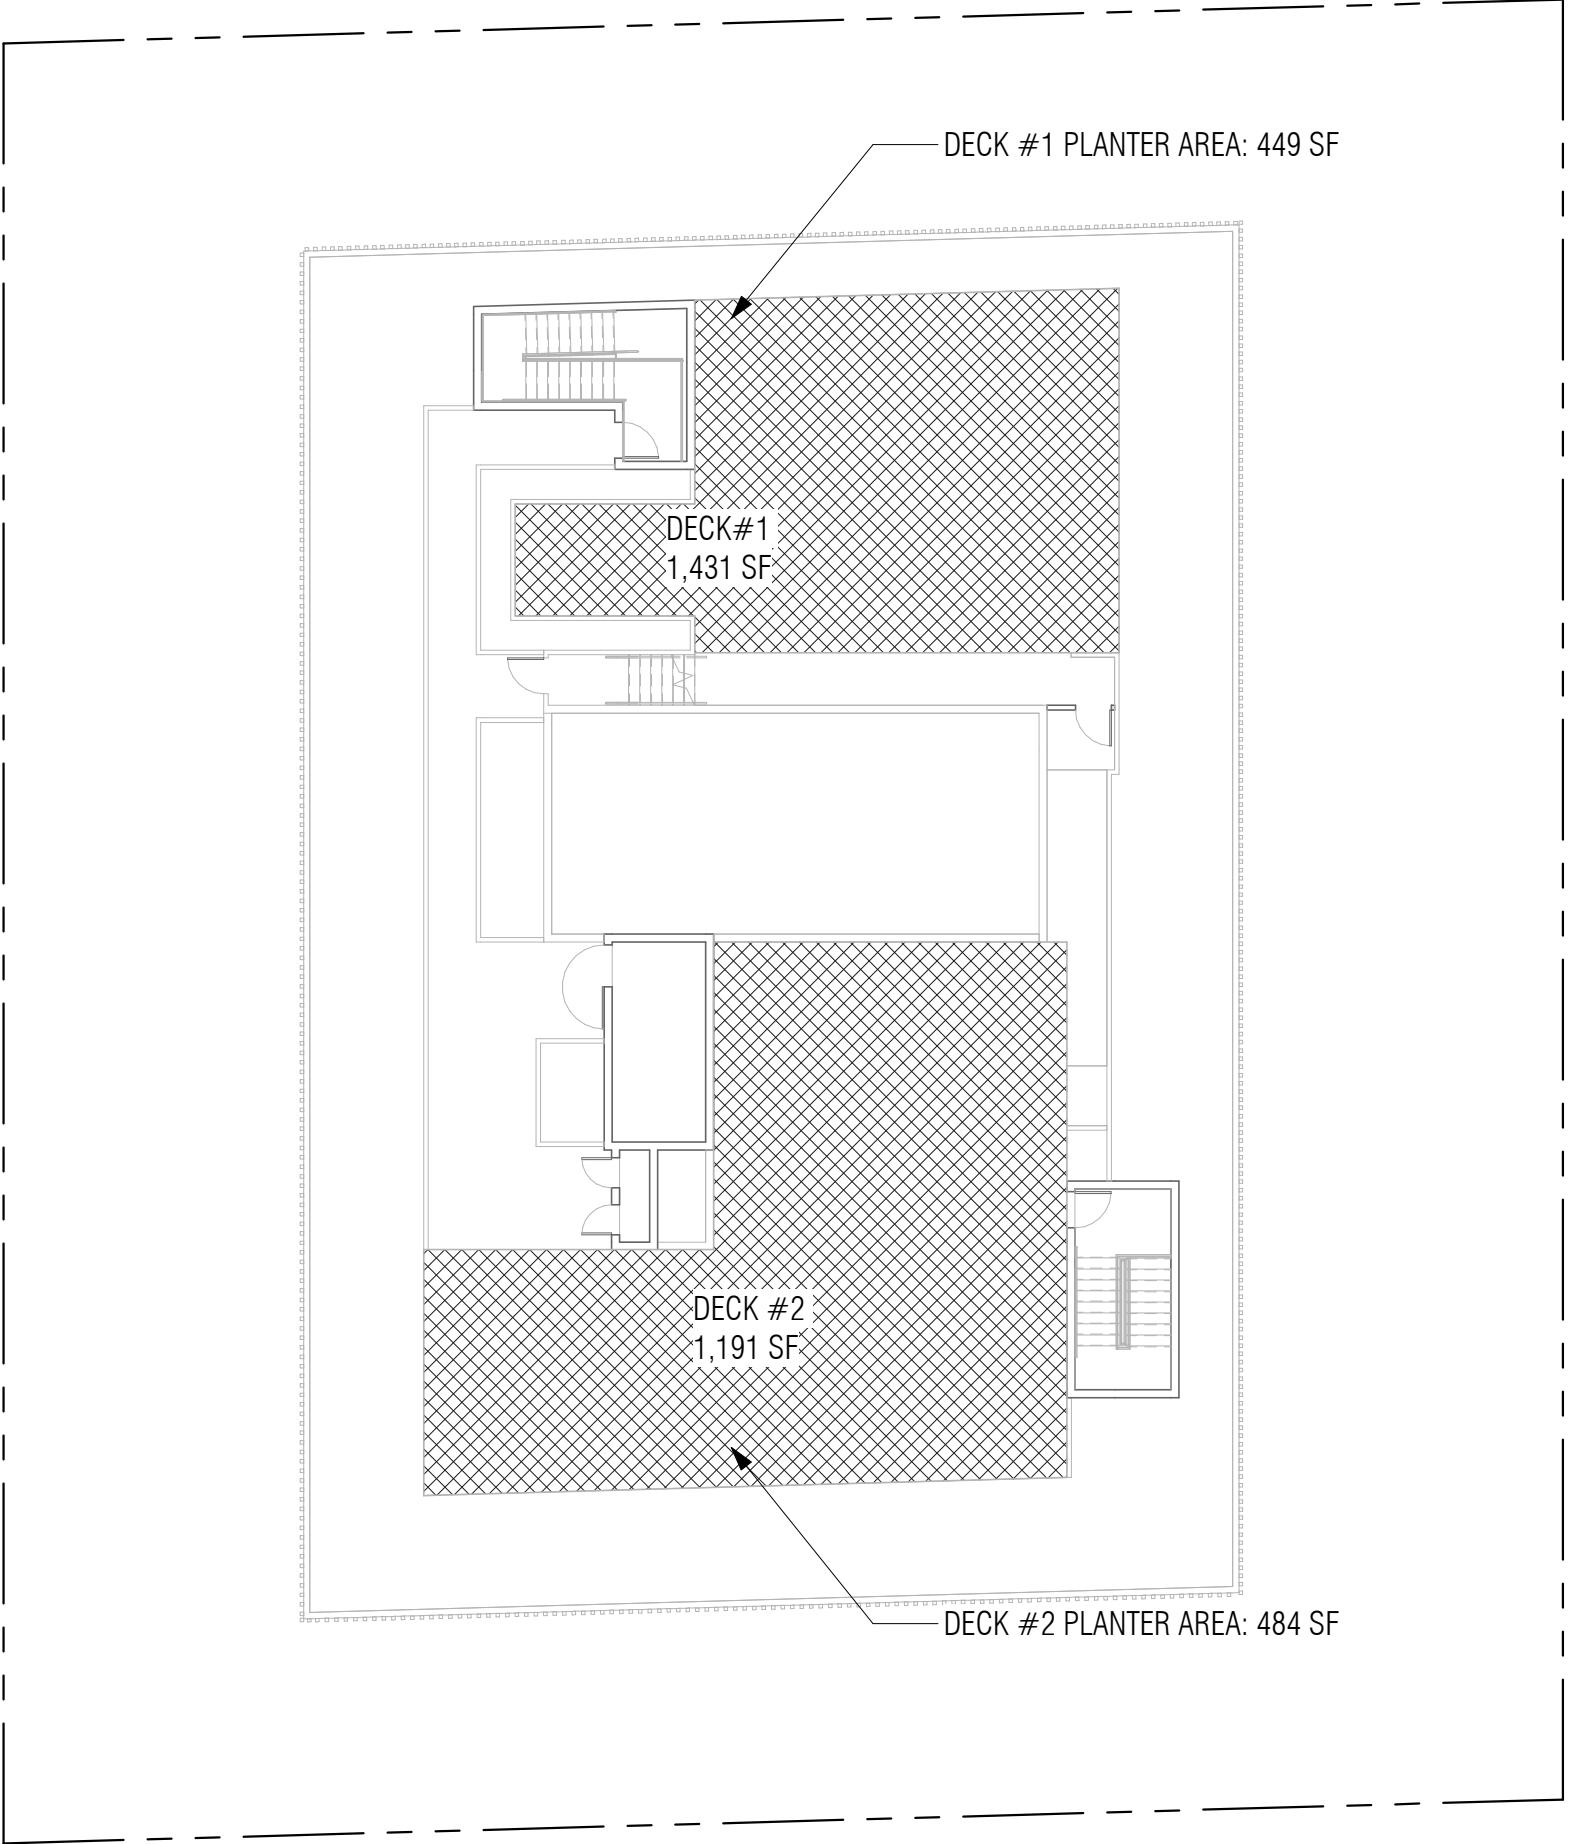 DECK #1 PLANTER AREA: 449 SF
DECK#1
1,431 SF
DECK #2
1,191 SF
DECK #2 PLANTER AREA: 484 SF